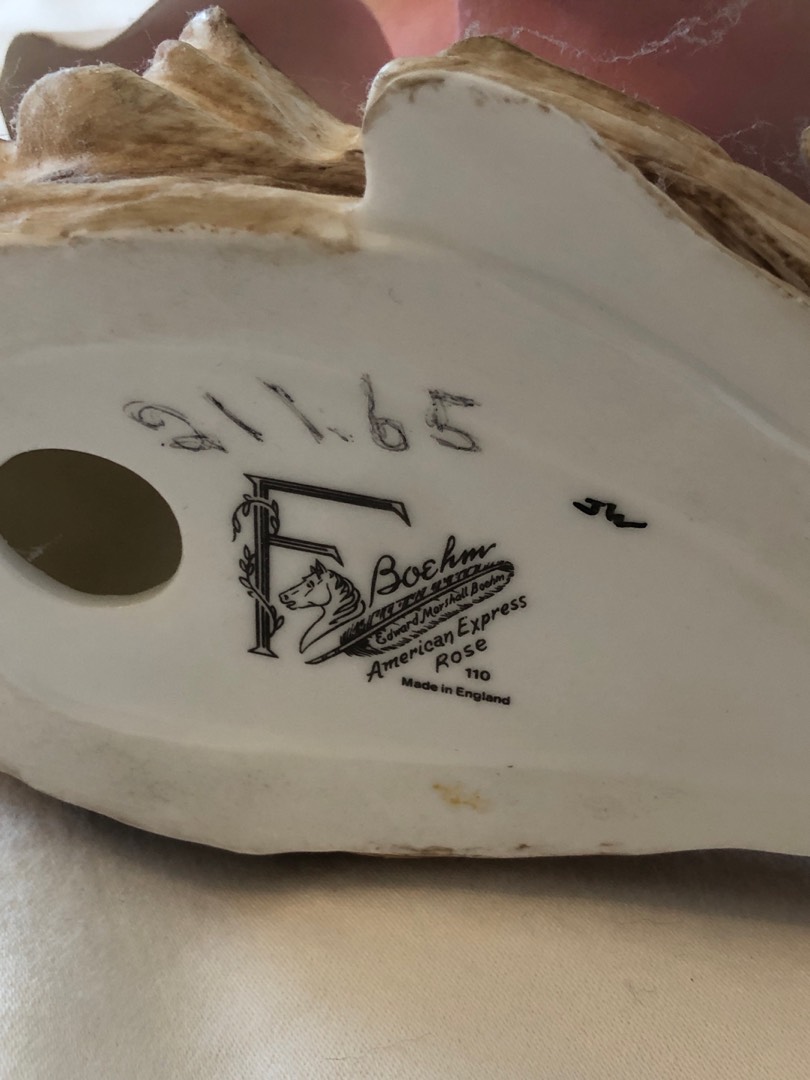 211.65
F
Boehm
Edward Marshall Boehm
American Express
Rose
110
Made in England